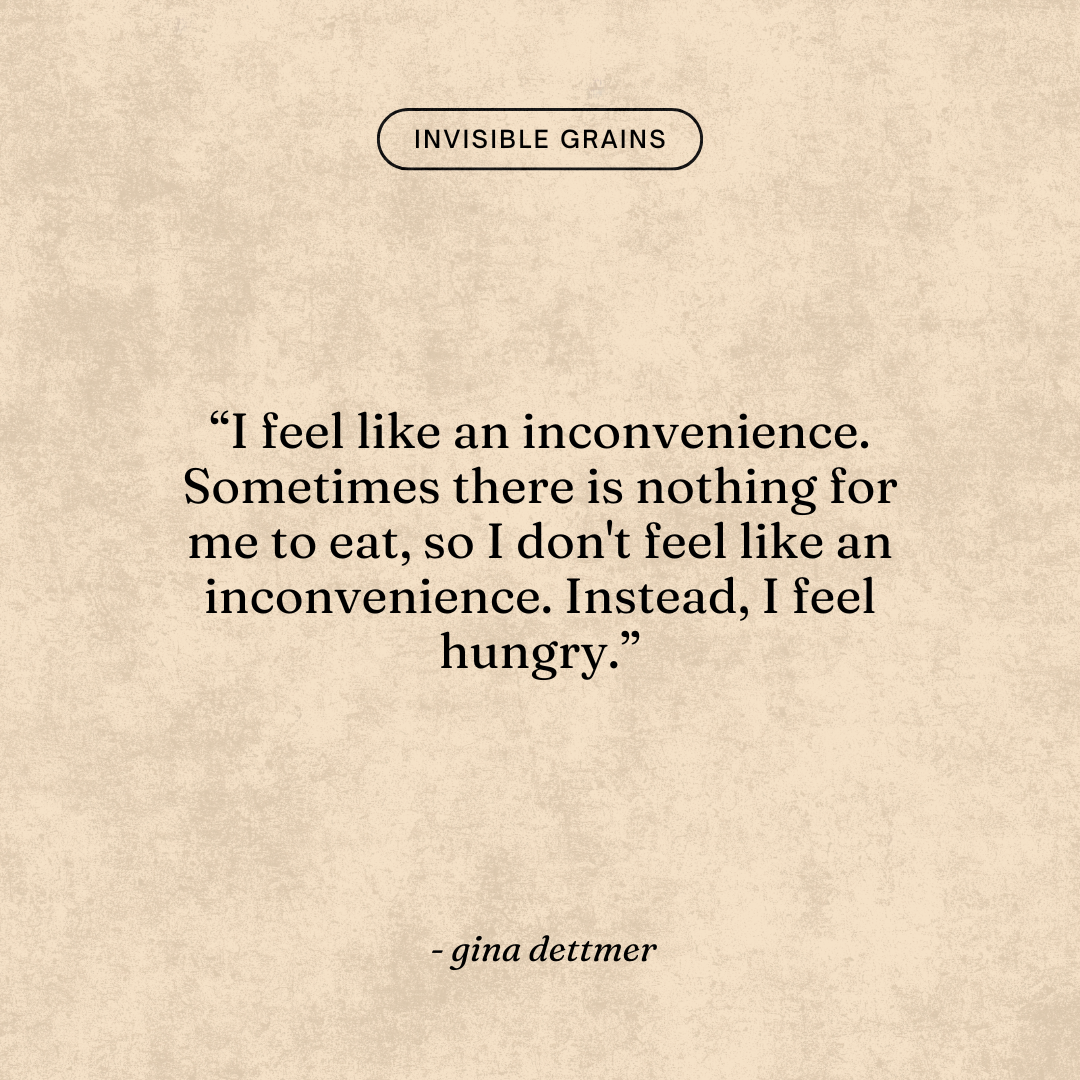 INVISIBLE GRAINS
“I feel like an inconvenience.
Sometimes there is nothing for
me to eat, so I don't feel like an
inconvenience. Instead, I feel
hungry.”
- gina dettmer